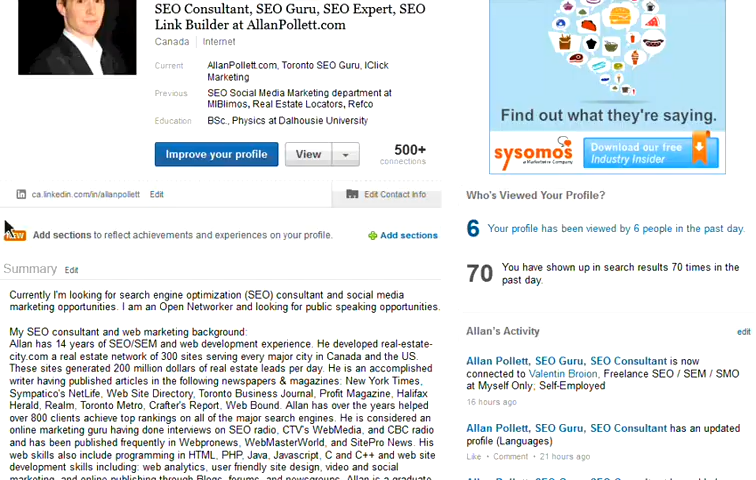 SEO Consultant, SEO Guru, SEO Expert, SEO
Link Builder at AllanPollett.com
Canada | Internet
Current AllanPollett.com, Toronto SEO Guru, IClick
Marketing
Previous SEO Social Media Marketing department at
MIBlimos, Real Estate Locators, Refco
Education BSc., Physics at Dalhousie University
Improve your profile View 500+
connections
ca.linkedin.com/in/allanpollett Edit Edit Contact Info
NEW Add sections to reflect achievements and experiences on your profile. Add sections
Summary Edit
Currently I'm looking for search engine optimization (SEO) consultant and social media
marketing opportunities. I am an Open Networker and looking for public speaking opportunities.
My SEO consultant and web marketing background:
Allan has 14 years of SEO/SEM and web development experience. He developed real-estate-
city.com a real estate network of 300 sites serving every major city in Canada and the US.
These sites generated 200 million dollars of real estate leads per day. He is an accomplished
writer having published articles in the following newspapers & magazines: New York Times,
Sympatico's NetLife, Web Site Directory, Toronto Business Journal, Profit Magazine, Halifax
Herald, Realm, Toronto Metro, Crafter's Report, Web Bound. Allan has over the years helped
over 800 clients achieve top rankings on all of the major search engines. He is considered an
online marketing guru having done interviews on SEO radio, CTV's WebMedia, and CBC radio
and has been published frequently in Webpronews, WebMasterWorld, and SitePro News. His
web skills also include programming in HTML, PHP, Java, Javascript, C and C++ and web site
development skills including: web analytics, user friendly site design, video and social
marketing, and online publishing through Blogs, forums, and newsgroups. Allan is a graduate
Find out what they're saying.
sysomos
a Marketwire Company
Download our free
Industry Insider
Who's Viewed Your Profile?
6 Your profile has been viewed by 6 people in the past day.
70 You have shown up in search results 70 times in the
past day.
Allan's Activity edit
Allan Pollett, SEO Guru, SEO Consultant is now
connected to Valentin Broion, Freelance SEO / SEM / SMO
at Myself Only, Self-Employed
16 hours ago
Allan Pollett, SEO Guru, SEO Consultant has an updated
profile (Languages)
Like • Comment • 21 hours ago